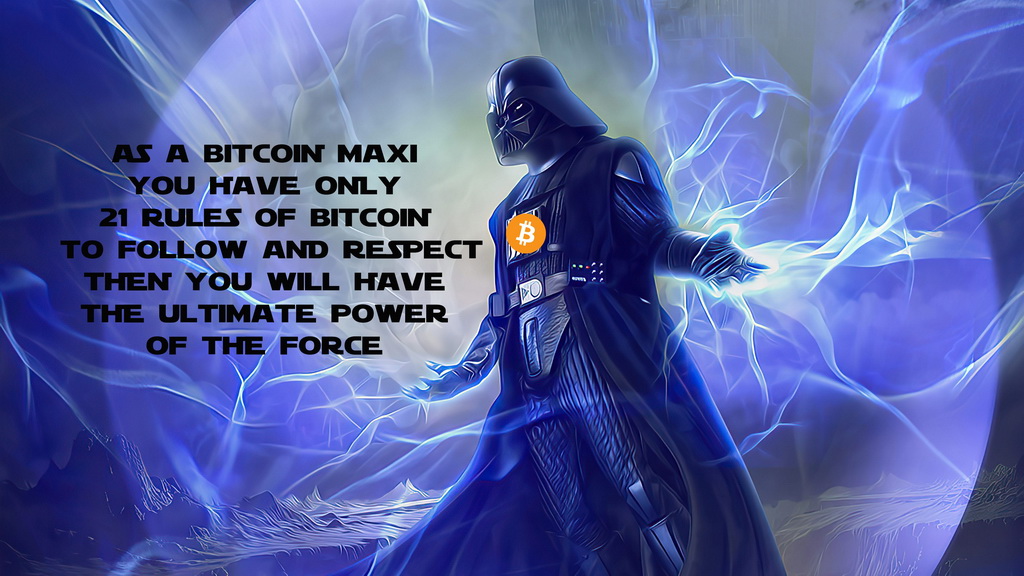 AS A BITCOIN MAXI
YOU HAVE ONLY
21 RULES OF BITCOIN
TO FOLLOW AND RESPECT
THEN YOU WILL HAVE
THE ULTIMATE POWER
OF THE FORCE